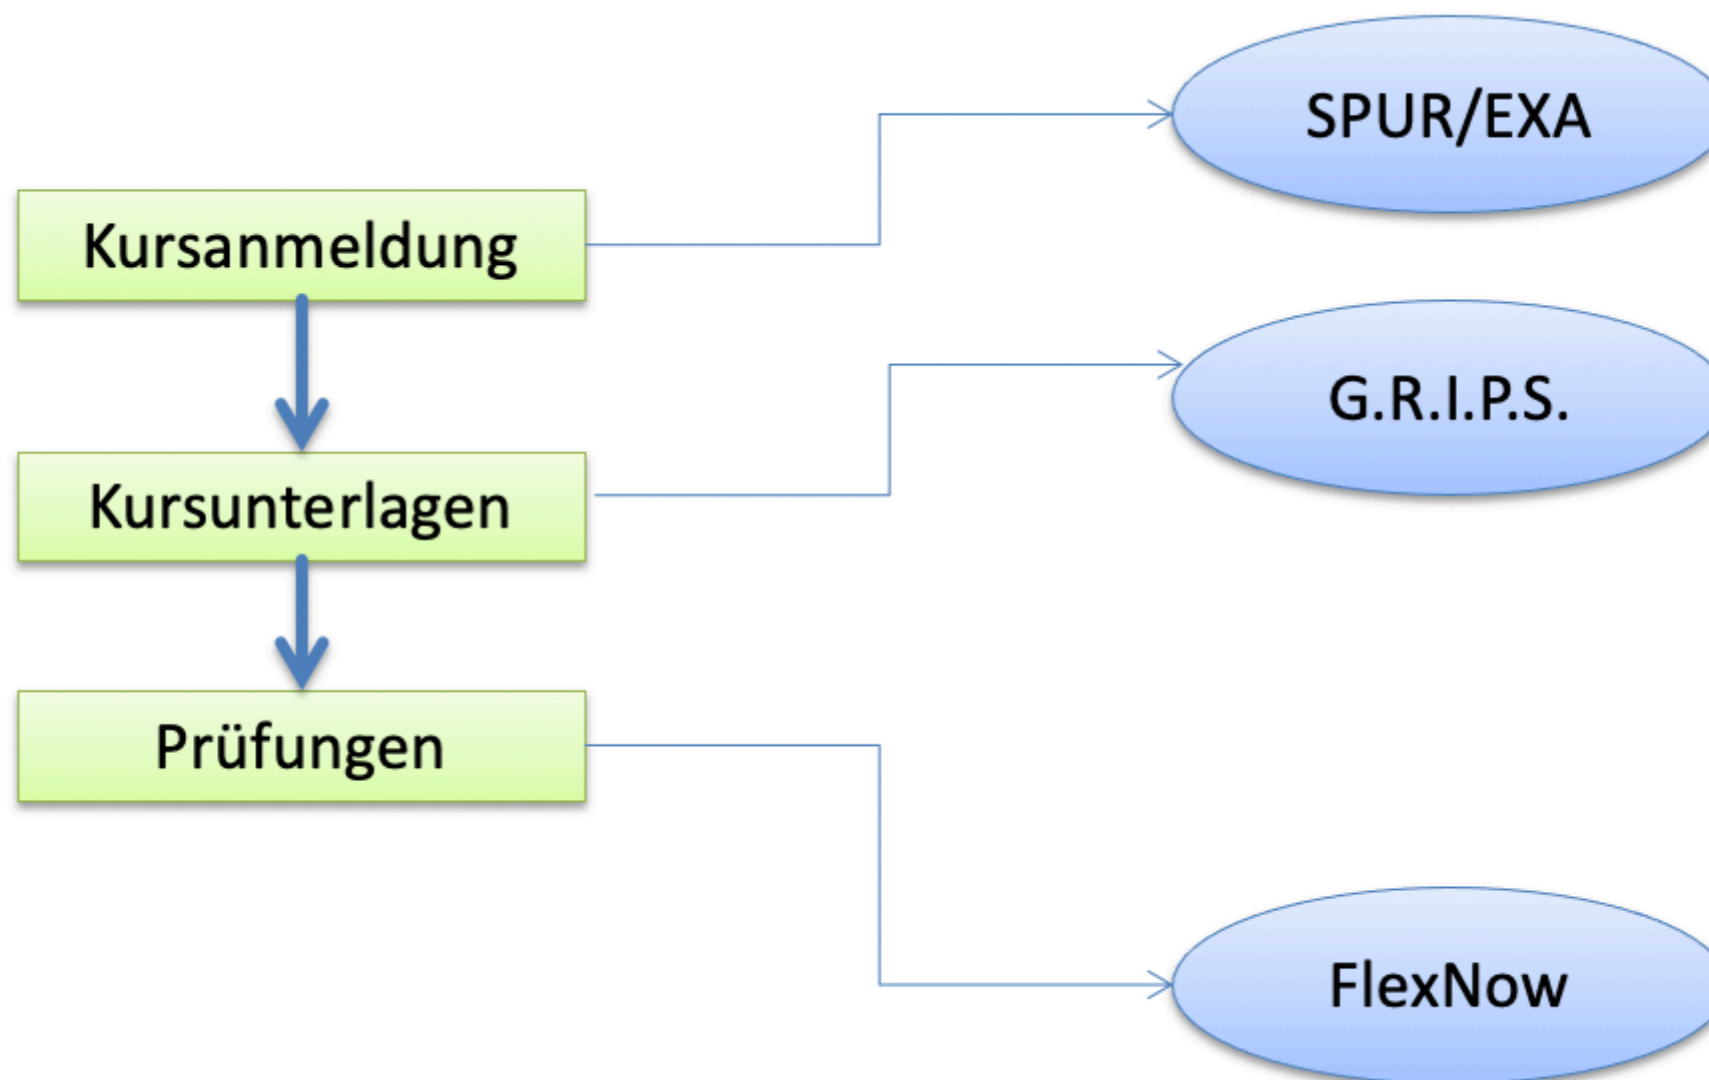 SPUR/EXA
Kursanmeldung
G.R.I.P.S.
Kursunterlagen
Prüfungen
FlexNow